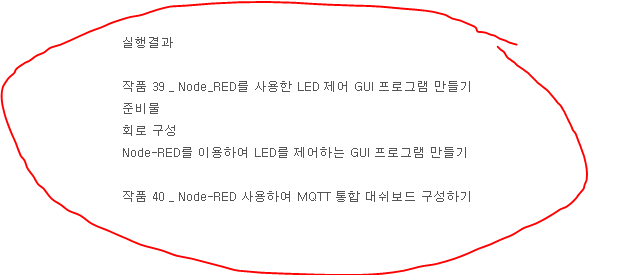 실행결과
작품 39 _ Node_RED를 사용한 LED 제어 GUI 프로그램 만들기
준비물
회로 구성
Node-RED를 이용하여 LED를 제어하는 GUI 프로그램 만들기
작품 40 _ Node-RED 사용하여 MQTT 통합 대쉬보드 구성하기